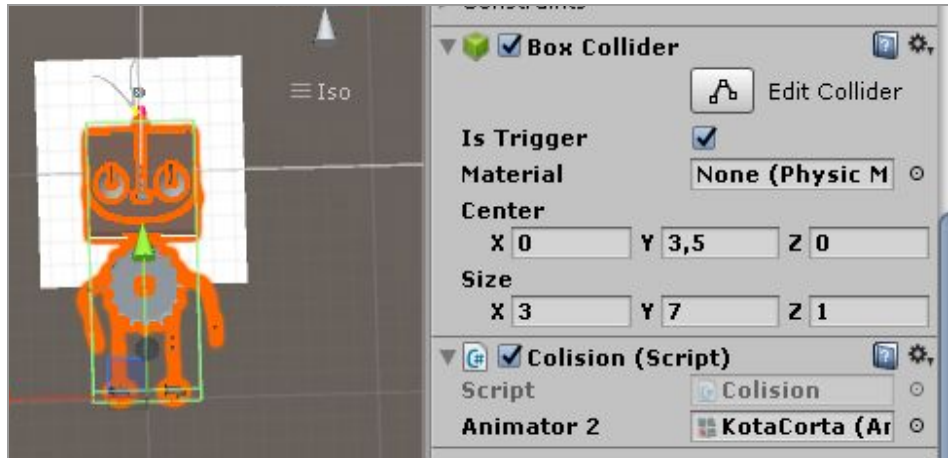 Constraints
Iso
Box Collider
Edit Collider
Is Trigger
Material None (Physic M
Center
X 0 Y 3,5 Z 0
Size
X 3 Y 7 Z 1
Colision (Script)
Script Colision
Animator 2 KotaCorta (Ar